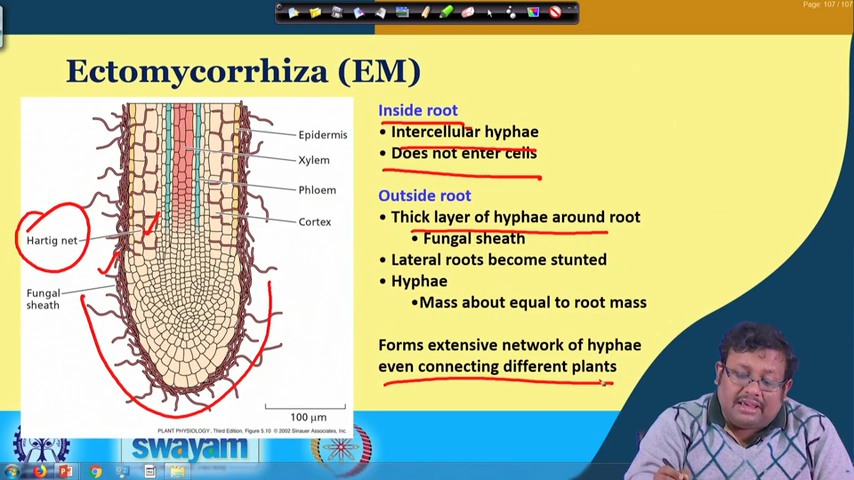 Page: 107 / 107
Ectomycorrhiza (EM)
Epidermis
Xylem
Phloem
Cortex
Hartig net
Fungal
sheath
100 μm
PLANT PHYSIOLOGY, Third Edition, Figure 5.10 © 2002 Sinauer Associates, Inc.
Inside root
• Intercellular hyphae
• Does not enter cells
Outside root
• Thick layer of hyphae around root
• Fungal sheath
• Lateral roots become stunted
• Hyphae
•Mass about equal to root mass
Forms extensive network of hyphae
even connecting different plants
swayam